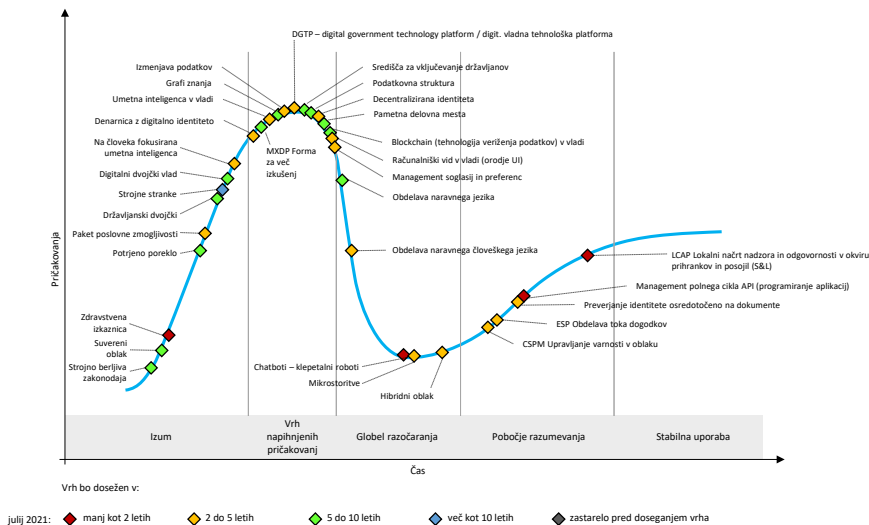 DGTP – digital government technology platform / digit. vladna tehnološka platforma
Izmenjava podatkov
Grafi znanja
Umetna inteligenca v vladi
Denarnica z digitalno identiteto
Na človeka fokusirana
umetna inteligenca
Digitalni dvojčki vlad
Strojne stranke
Državljanski dvojčki
Paket poslovne zmogljivosti
Potrjeno poreklo
Zdravstvena
izkaznica
Suvereni
oblak
Strojno berljiva
zakonodaja
MXDP Forma
za več
izkušenj
Središča za vključevanje državljanov
Podatkovna struktura
Decentralizirana identiteta
Pametna delovna mesta
Blockchain (tehnologija veriženja podatkov) v vladi
Računalniški vid v vladi (orodje UI)
Management soglasij in preferenc
Obdelava naravnega jezika
Obdelava naravnega človeškega jezika
Chatboti – klepetalni roboti
Mikrostoritve
Hibridni oblak
LCAP Lokalni načrt nadzora in odgovornosti v okviru
prihrankov in posojil (S&L)
Management polnega cikla API (programiranje aplikacij)
Preverjanje identitete osredotočeno na dokumente
ESP Obdelava toka dogodkov
CSPM Upravljanje varnosti v oblaku
Pričakovanja
Izum
Vrh
napihnjenih
pričakovanj
Globel razočaranja
Pobočje razumevanja
Stabilna uporaba
Čas
Vrh bo dosežen v:
julij 2021: manj kot 2 letih 2 do 5 letih 5 do 10 letih več kot 10 letih zastarelo pred doseganjem vrha